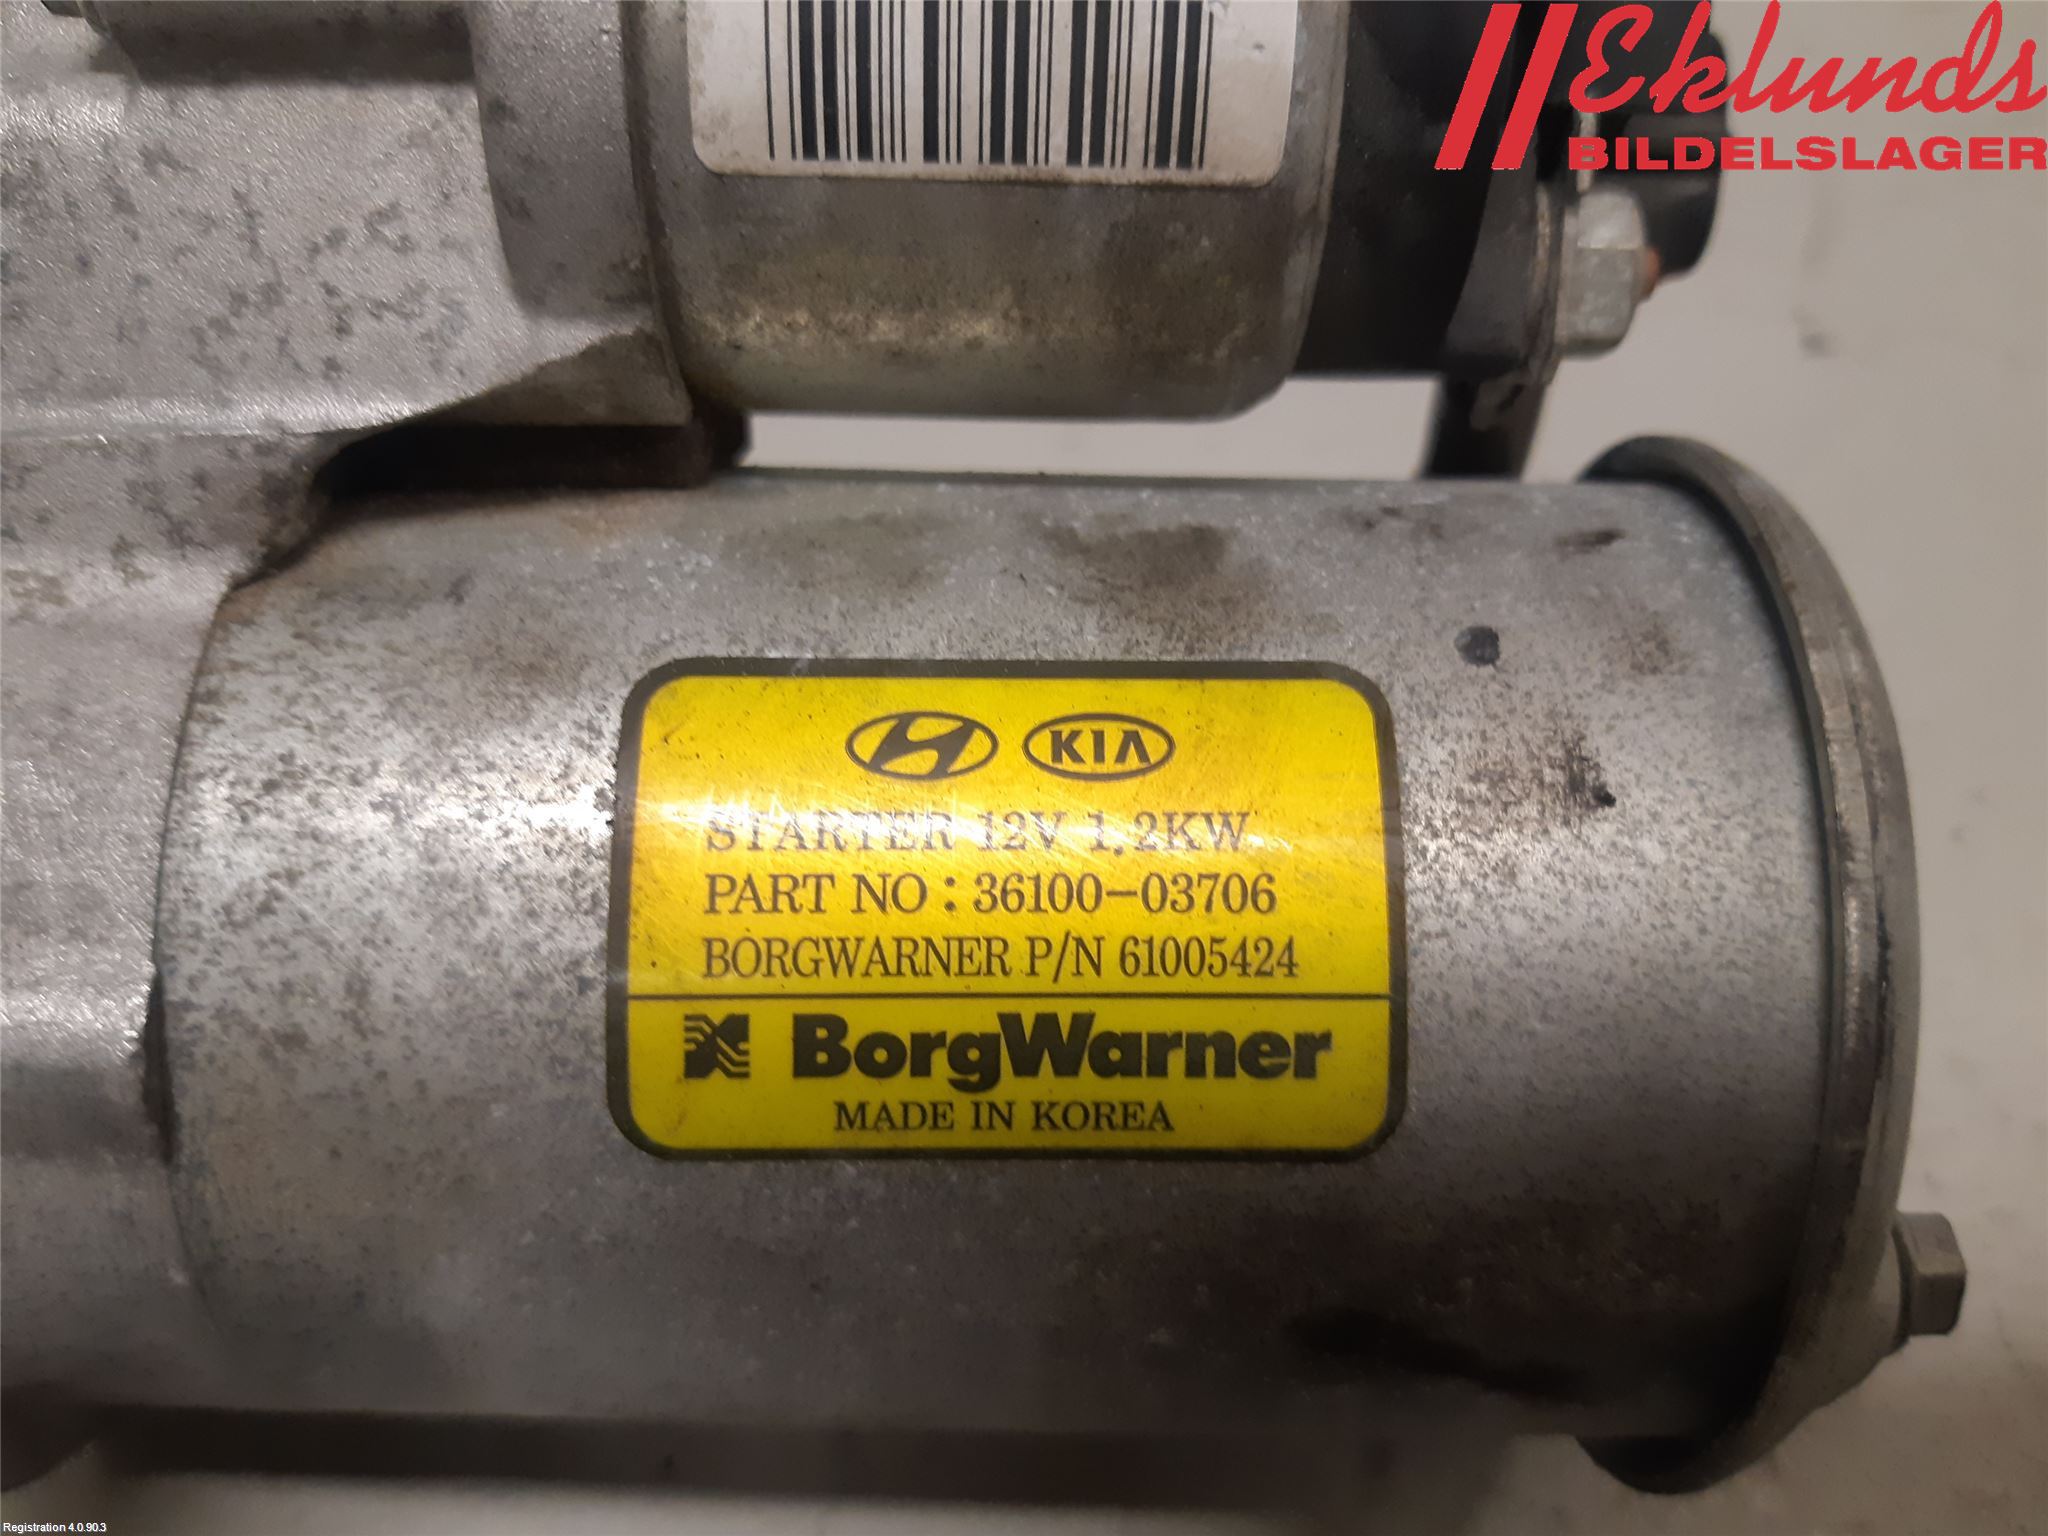 Eklunds
BILDELSLAGER
KIA
STARTER 12V 1.2KW
PART NO : 36100-03706
BORGWARNER P/N 61005424
BorgWarner
MADE IN KOREA
Registration 4.0.90.3